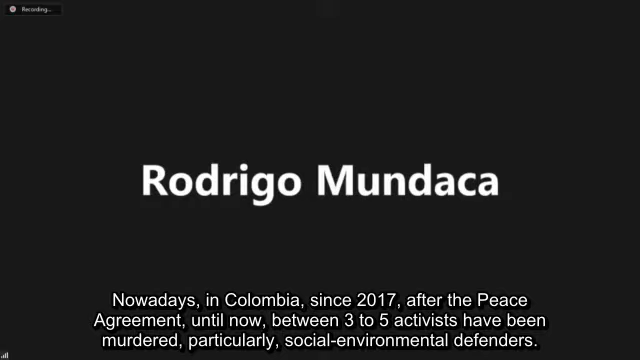 Recording...
Rodrigo Mundaca
Nowadays, in Colombia, since 2017, after the Peace
Agreement, until now, between 3 to 5 activists have been
murdered, particularly, social-environmental defenders.